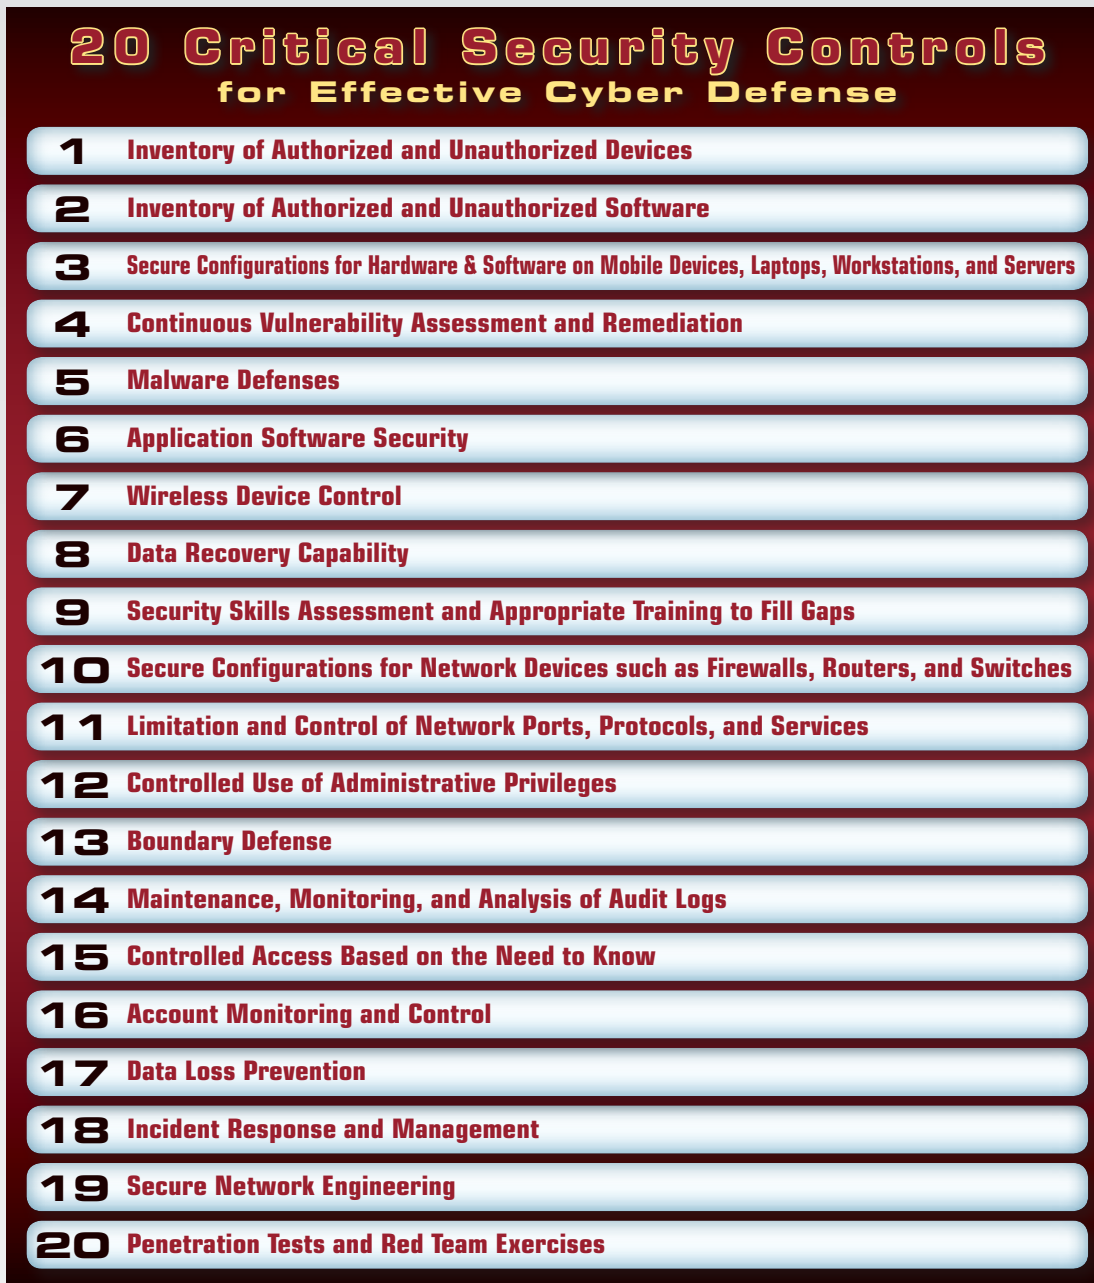 20 Critical Security Controls
for Effective Cyber Defense
1 Inventory of Authorized and Unauthorized Devices
2 Inventory of Authorized and Unauthorized Software
3 Secure Configurations for Hardware & Software on Mobile Devices, Laptops, Workstations, and Servers
4 Continuous Vulnerability Assessment and Remediation
5 Malware Defenses
6 Application Software Security
7 Wireless Device Control
8 Data Recovery Capability
9 Security Skills Assessment and Appropriate Training to Fill Gaps
10 Secure Configurations for Network Devices such as Firewalls, Routers, and Switches
11 Limitation and Control of Network Ports, Protocols, and Services
12 Controlled Use of Administrative Privileges
13 Boundary Defense
14 Maintenance, Monitoring, and Analysis of Audit Logs
15 Controlled Access Based on the Need to Know
16 Account Monitoring and Control
17 Data Loss Prevention
18 Incident Response and Management
19 Secure Network Engineering
20 Penetration Tests and Red Team Exercises